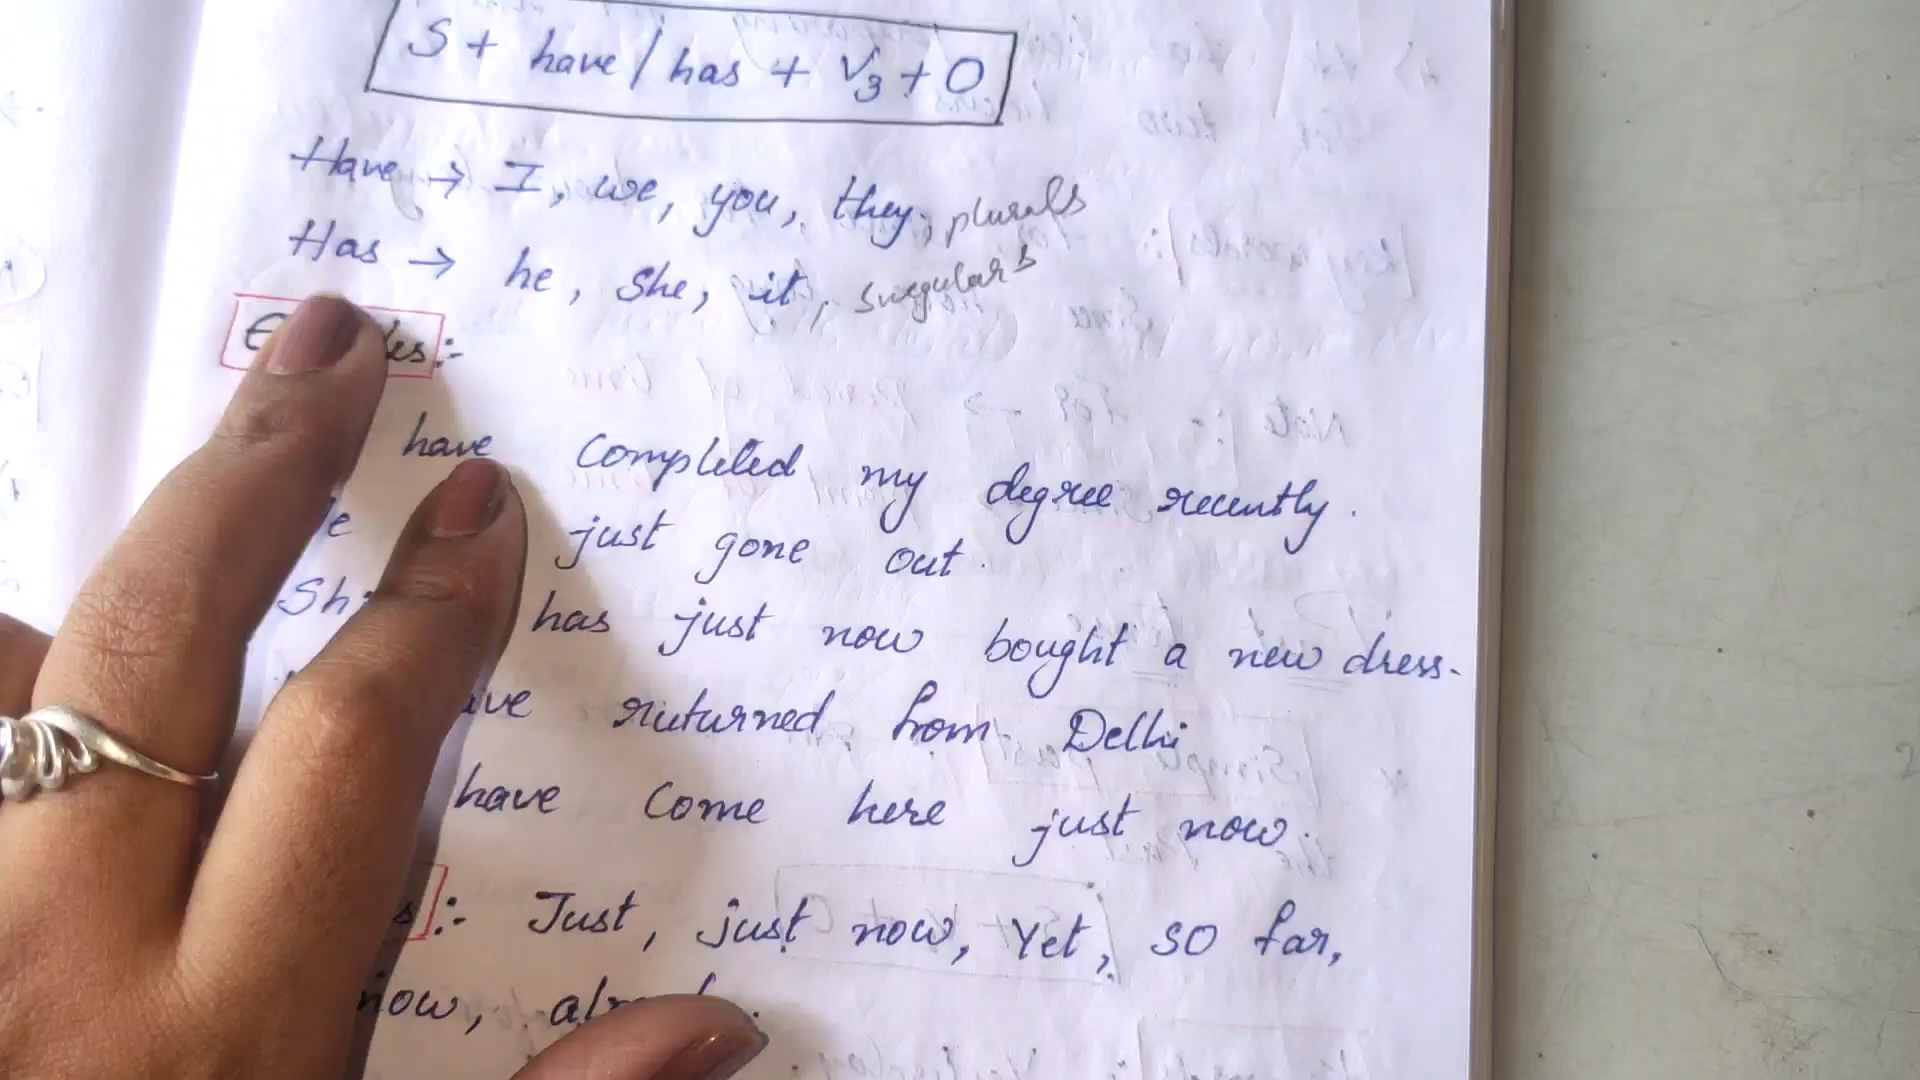 S + have / has + V3 + O
Have → I, we, you, they, plurals
Has → he, she, it, singulars
:-
have completed my degree recently.
just gone out.
has just now bought a new dress.
returned from Delhi
have come here just now.
:- Just, just now, Yet, so far,
now,